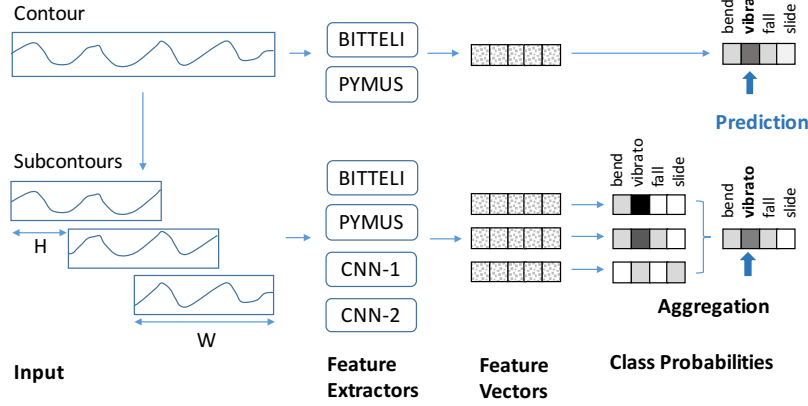 Contour
BITTELI
PYMUS
bend
fall
slide
Prediction
Subcontours
H
W
BITTELI
PYMUS
CNN-1
CNN-2
bend
vibrato
fall
slide
bend
vibrato
fall
slide
Aggregation
Input
Feature
Extractors
Feature
Vectors
Class Probabilities